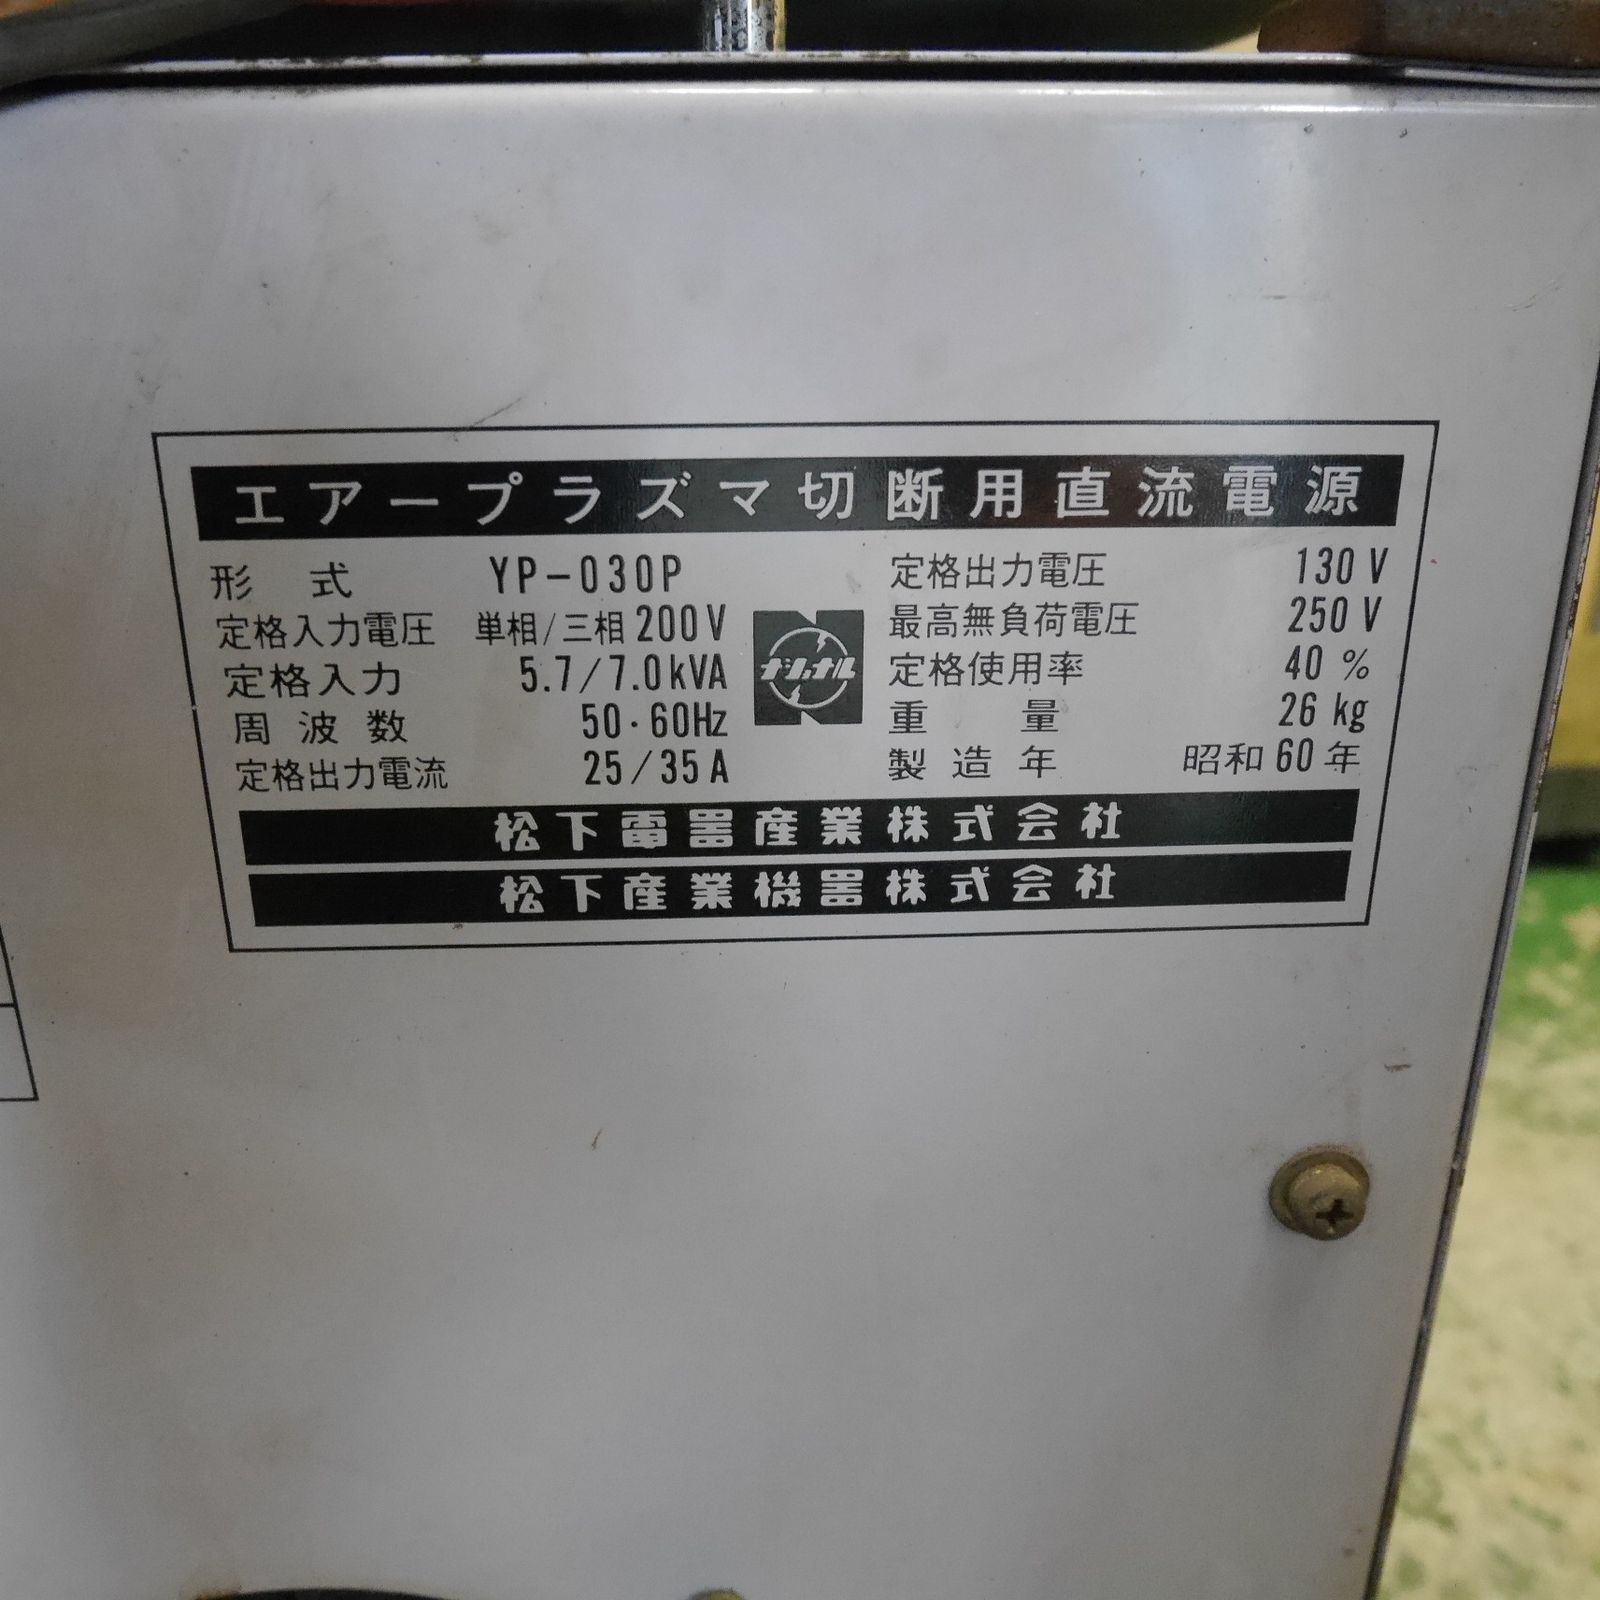 エアープラズマ切断用直流電源
形式 YP-030P
定格入力電圧 単相/三相 200V
定格入力 5.7/7.0kVA
周波数 50・60Hz
定格出力電流 25/35A
ナショナル
定格出力電圧 130V
最高無負荷電圧 250V
定格使用率 40%
重量 26kg
製造年 昭和60年
松下電器産業株式会社
松下産業機器株式会社